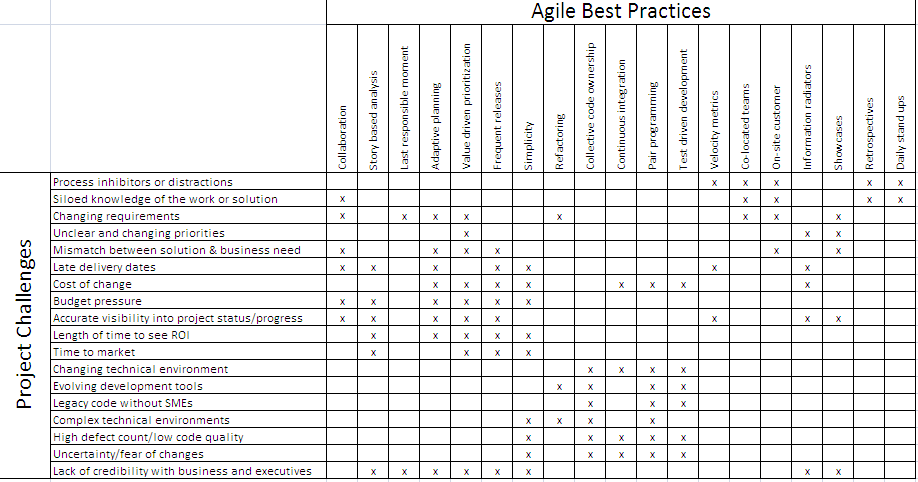 Agile Best Practices
Collaboration
Story based analysis
Last responsible moment
Adaptive planning
Value driven prioritization
Frequent releases
Simplicity
Refactoring
Collective code ownership
Continuous integration
Pair programming
Test driven development
Velocity metrics
Co-located teams
On-site customer
Information radiators
Showcases
Retrospectives
Daily stand ups
Project Challenges
Process inhibitors or distractions x x x x x
Siloed knowledge of the work or solution x x x x x
Changing requirements x x x x x x x x
Unclear and changing priorities x x x
Mismatch between solution & business need x x x x x x
Late delivery dates x x x x x x x
Cost of change x x x x x x x x
Budget pressure x x x x x x
Accurate visibility into project status/progress x x x x x x x x
Length of time to see ROI x x x x x
Time to market x x x x
Changing technical environment x x x x
Evolving development tools x x x x
Legacy code without SMEs x x x
Complex technical environments x x x x
High defect count/low code quality x x x x x
Uncertainty/fear of changes x x x x x
Lack of credibility with business and executives x x x x x x x x